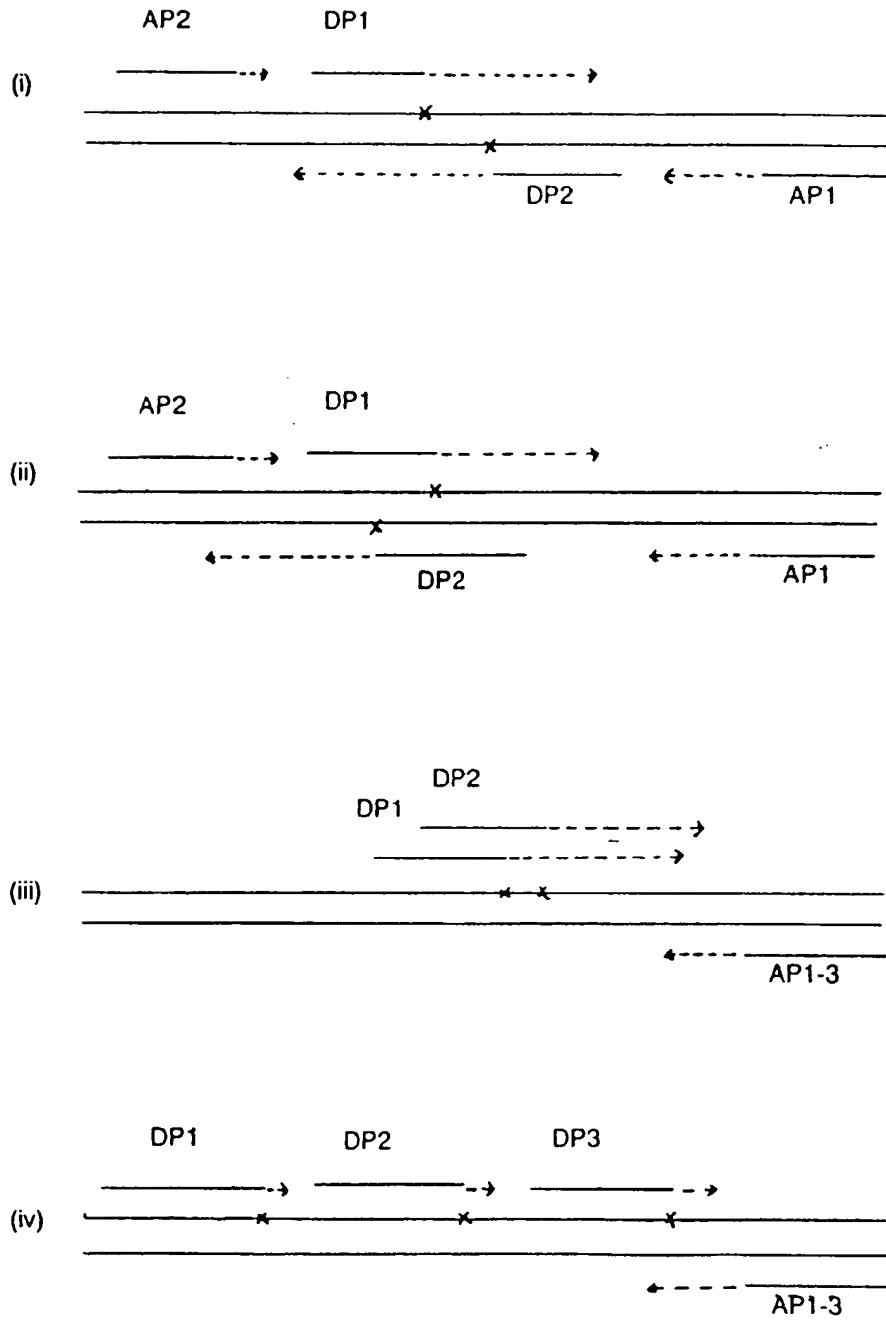 AP2 DP1
(i)
DP2 AP1
AP2 DP1
(ii)
DP2 AP1
DP2
DP1
(iii)
AP1-3
DP1 DP2 DP3
(iv)
AP1-3